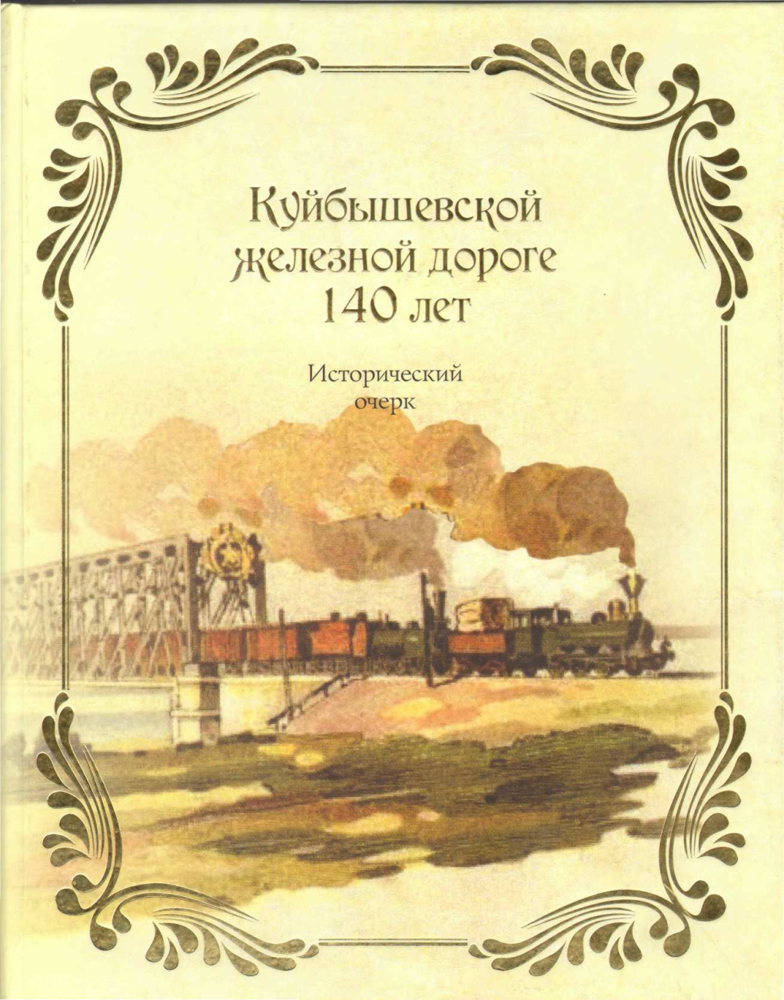 Куйбышевской
железной дороге
140 лет
Исторический
очерк